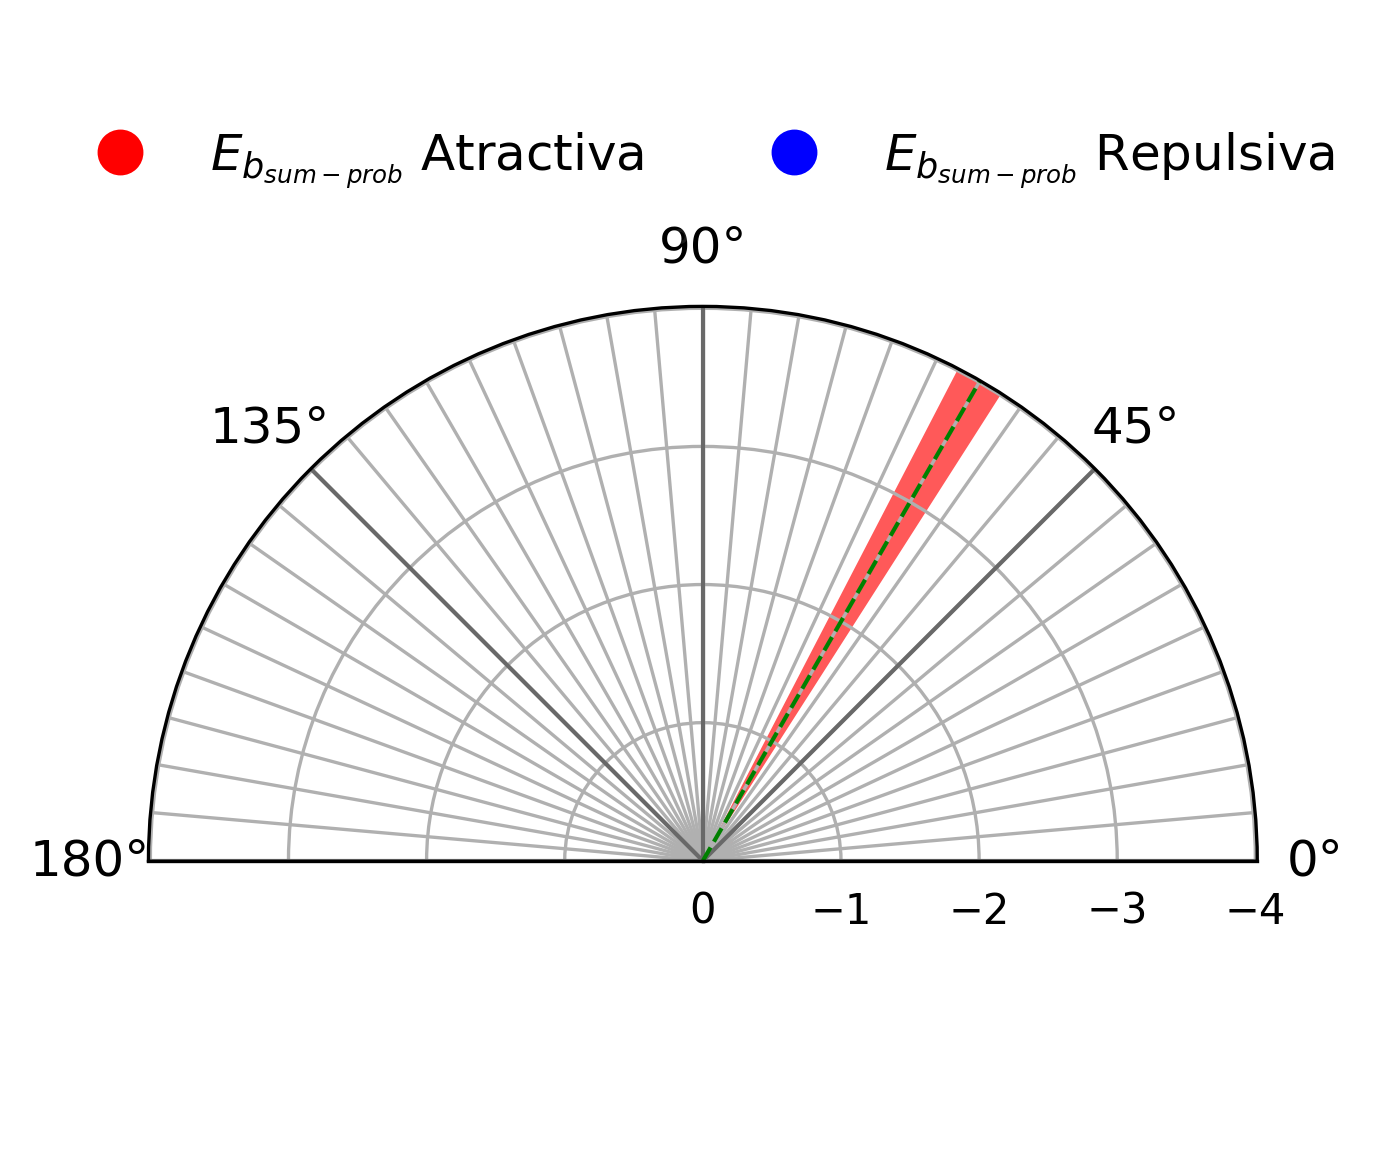 E_{b_{sum-prob}} Atractiva E_{b_{sum-prob}} Repulsiva
90°
135° 45°
180° 0°
0 −1 −2 −3 −4